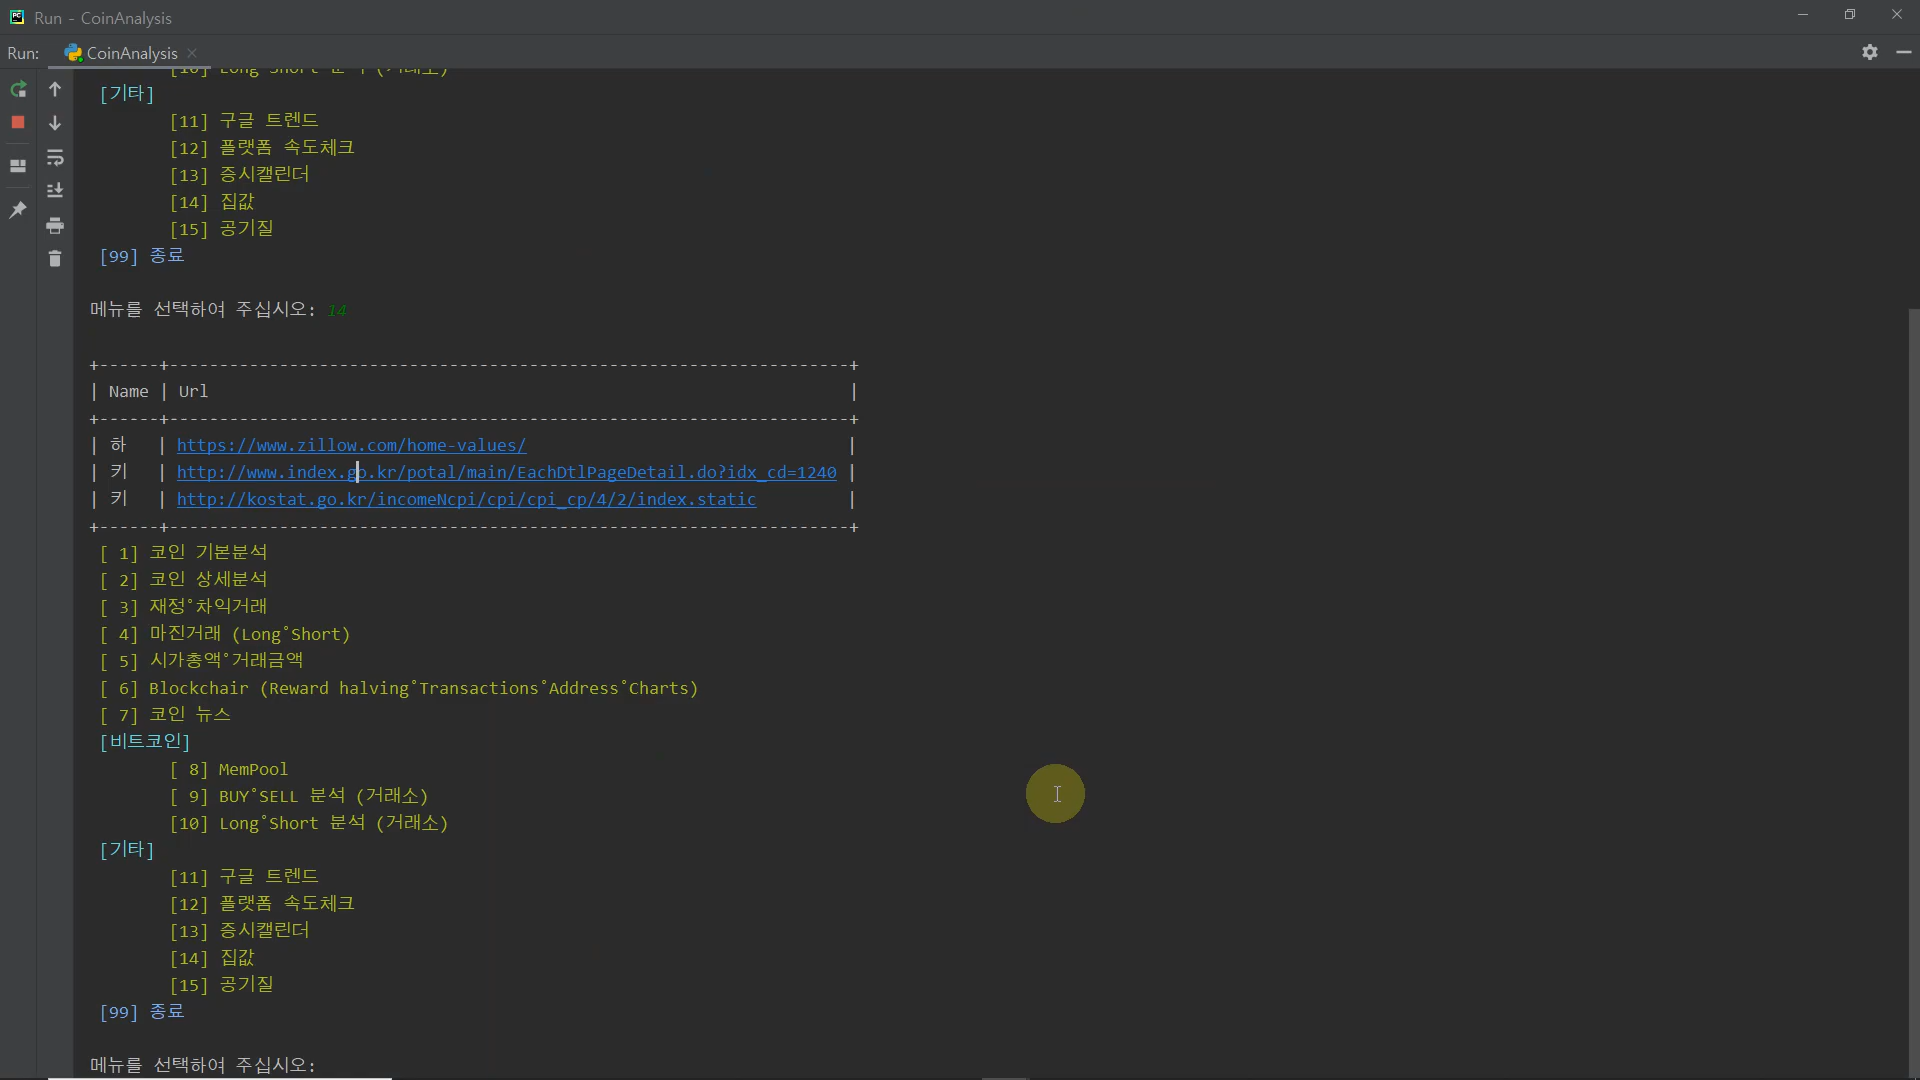 Run - CoinAnalysis
Run: CoinAnalysis
[10] Long˚Short 분석 (거래소)
[기타]
[11] 구글 트렌드
[12] 플랫폼 속도체크
[13] 증시캘린더
[14] 집값
[15] 공기질
[99] 종료
메뉴를 선택하여 주십시오: 14
+------+--------------------------------------------------------------------+
| Name | Url |
+------+--------------------------------------------------------------------+
| 하 | https://www.zillow.com/home-values/ |
| 키 | http://www.index.go.kr/potal/main/EachDtlPageDetail.do?idx_cd=1240 |
| 키 | http://kostat.go.kr/incomeNcpi/cpi/cpi_cp/4/2/index.static |
+------+--------------------------------------------------------------------+
[ 1] 코인 기본분석
[ 2] 코인 상세분석
[ 3] 재정˚차익거래
[ 4] 마진거래 (Long˚Short)
[ 5] 시가총액˚거래금액
[ 6] Blockchair (Reward halving˚Transactions˚Address˚Charts)
[ 7] 코인 뉴스
[비트코인]
[ 8] MemPool
[ 9] BUY˚SELL 분석 (거래소)
[10] Long˚Short 분석 (거래소)
[기타]
[11] 구글 트렌드
[12] 플랫폼 속도체크
[13] 증시캘린더
[14] 집값
[15] 공기질
[99] 종료
메뉴를 선택하여 주십시오: